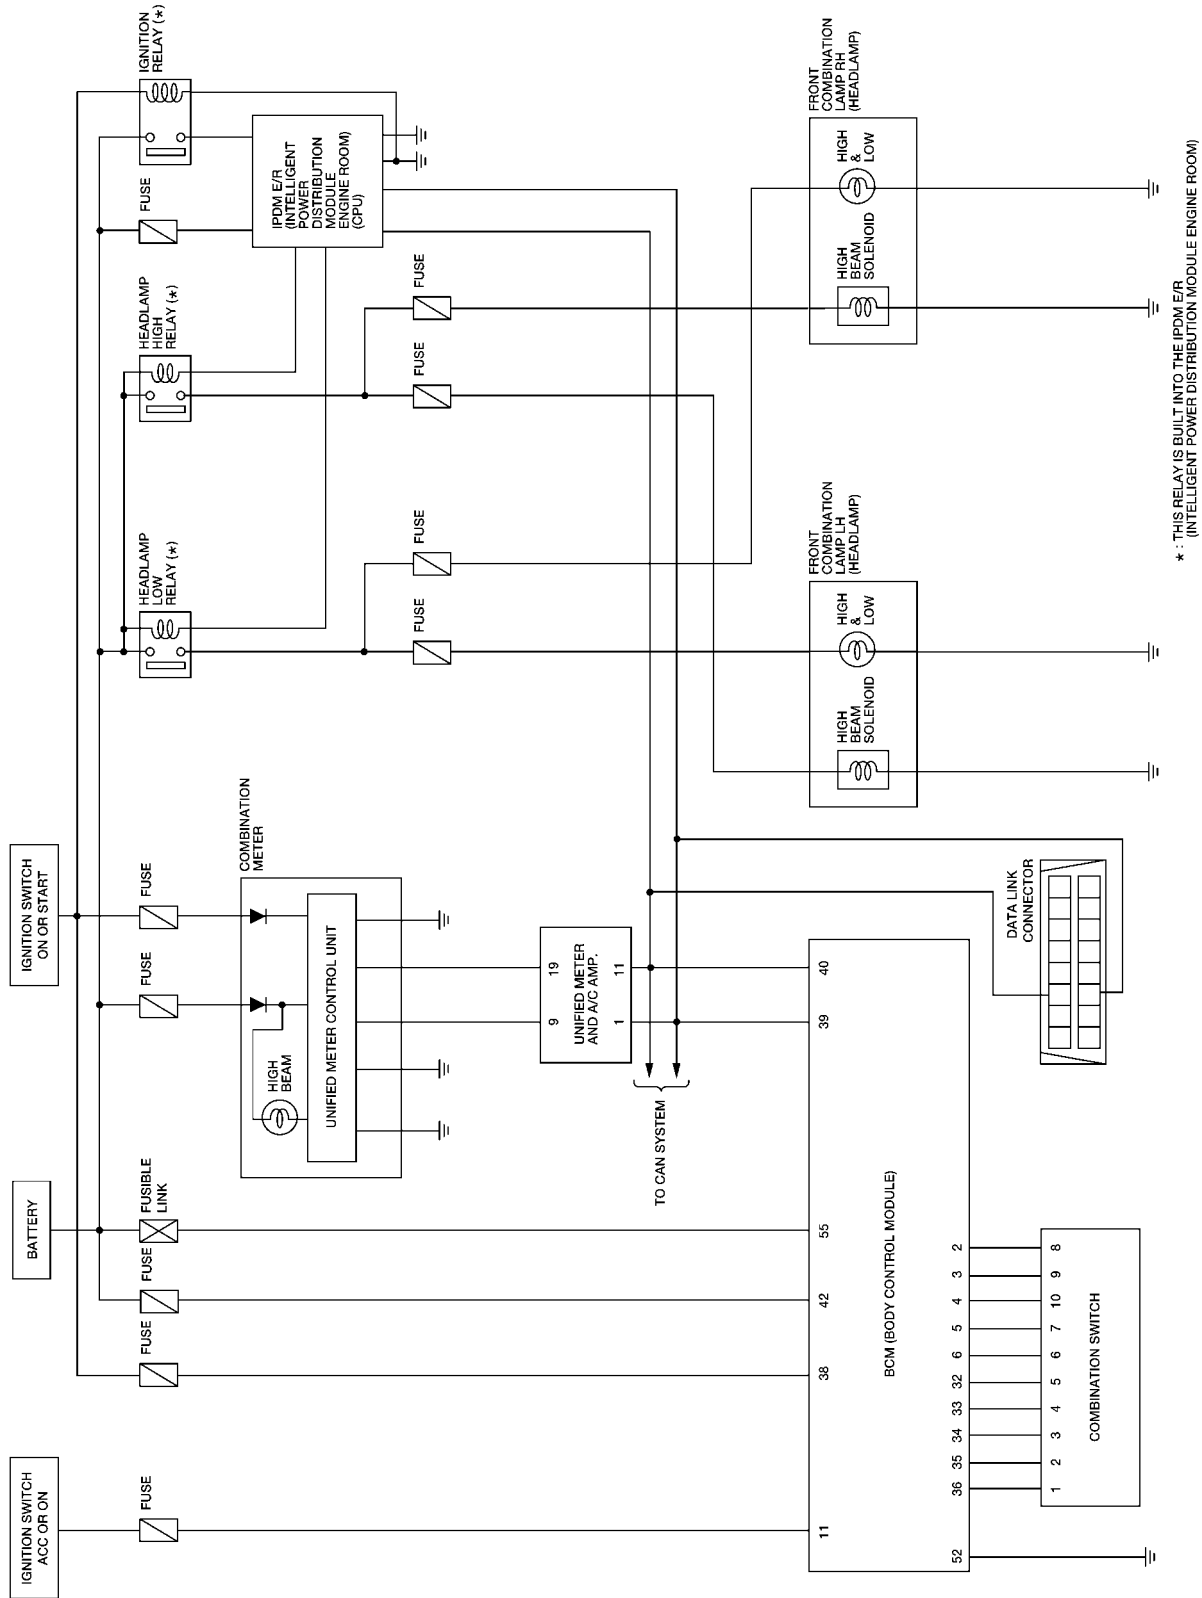 IGNITION SWITCH
ACC OR ON
BATTERY
IGNITION SWITCH
ON OR START
FUSE
FUSE
FUSE
FUSIBLE
LINK
FUSE
FUSE
HEADLAMP
LOW
RELAY (*)
HEADLAMP
HIGH
RELAY (*)
FUSE
IGNITION
RELAY (*)
COMBINATION
METER
HIGH
BEAM
UNIFIED METER CONTROL UNIT
IPDM E/R
(INTELLIGENT
POWER
DISTRIBUTION
MODULE
ENGINE ROOM)
(CPU)
FUSE
FUSE
FUSE
FUSE
9 19
UNIFIED METER
AND A/C AMP.
1 11
TO CAN SYSTEM
11 38 42 55 39 40
BCM (BODY CONTROL MODULE)
52 36 35 34 33 32 6 5 4 3 2
1 2 3 4 5 6 7 10 9 8
COMBINATION SWITCH
DATA LINK
CONNECTOR
FRONT
COMBINATION
LAMP LH
(HEADLAMP)
HIGH
BEAM
SOLENOID
HIGH
&
LOW
FRONT
COMBINATION
LAMP RH
(HEADLAMP)
HIGH
BEAM
SOLENOID
HIGH
&
LOW
* : THIS RELAY IS BUILT INTO THE IPDM E/R
(INTELLIGENT POWER DISTRIBUTION MODULE ENGINE ROOM)